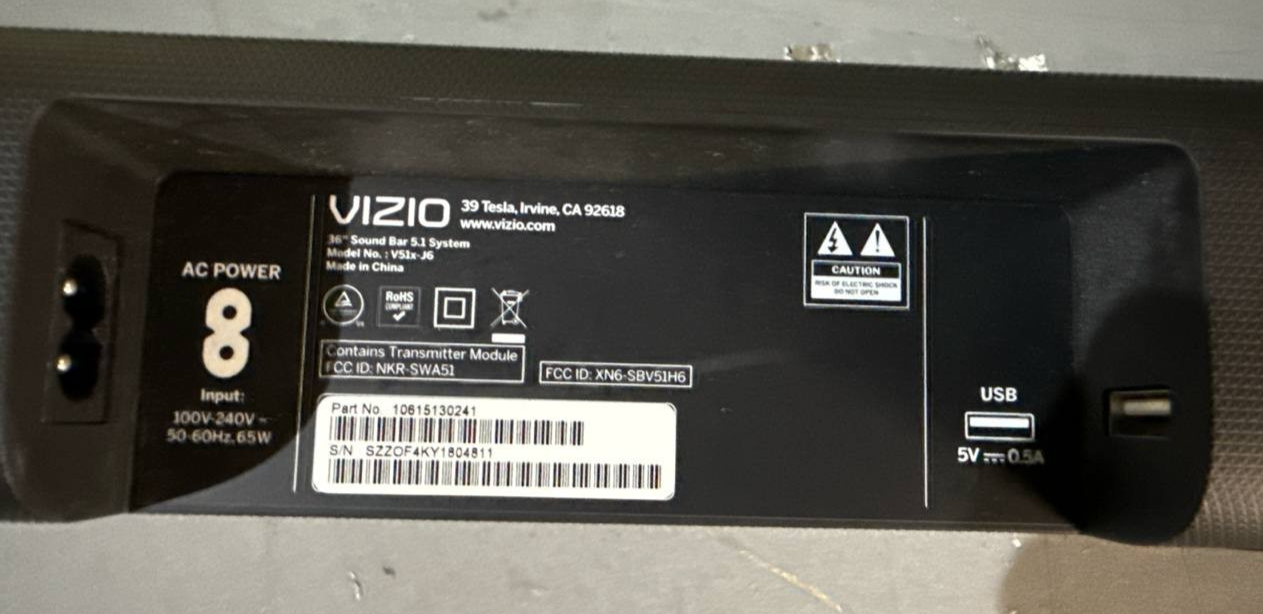 AC POWER
Input:
100V-240V ~
50-60Hz, 65W
VIZIO
39 Tesla, Irvine, CA 92618
www.vizio.com
36" Sound Bar 5.1 System
Model No. : V51x-J6
Made in China
RoHS
COMPLIANT
Contains Transmitter Module
FCC ID: NKR-SWA51
FCC ID: XN6-SBV51H6
Part No. 10615130241
S/N SZZOF4KY1804811
CAUTION
RISK OF ELECTRIC SHOCK
DO NOT OPEN
USB
5V ⎓ 0.5A